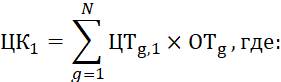 ЦК₁ = ∑_{g=1}^{N} ЦТ_{g,1} × ОТ_g, где: